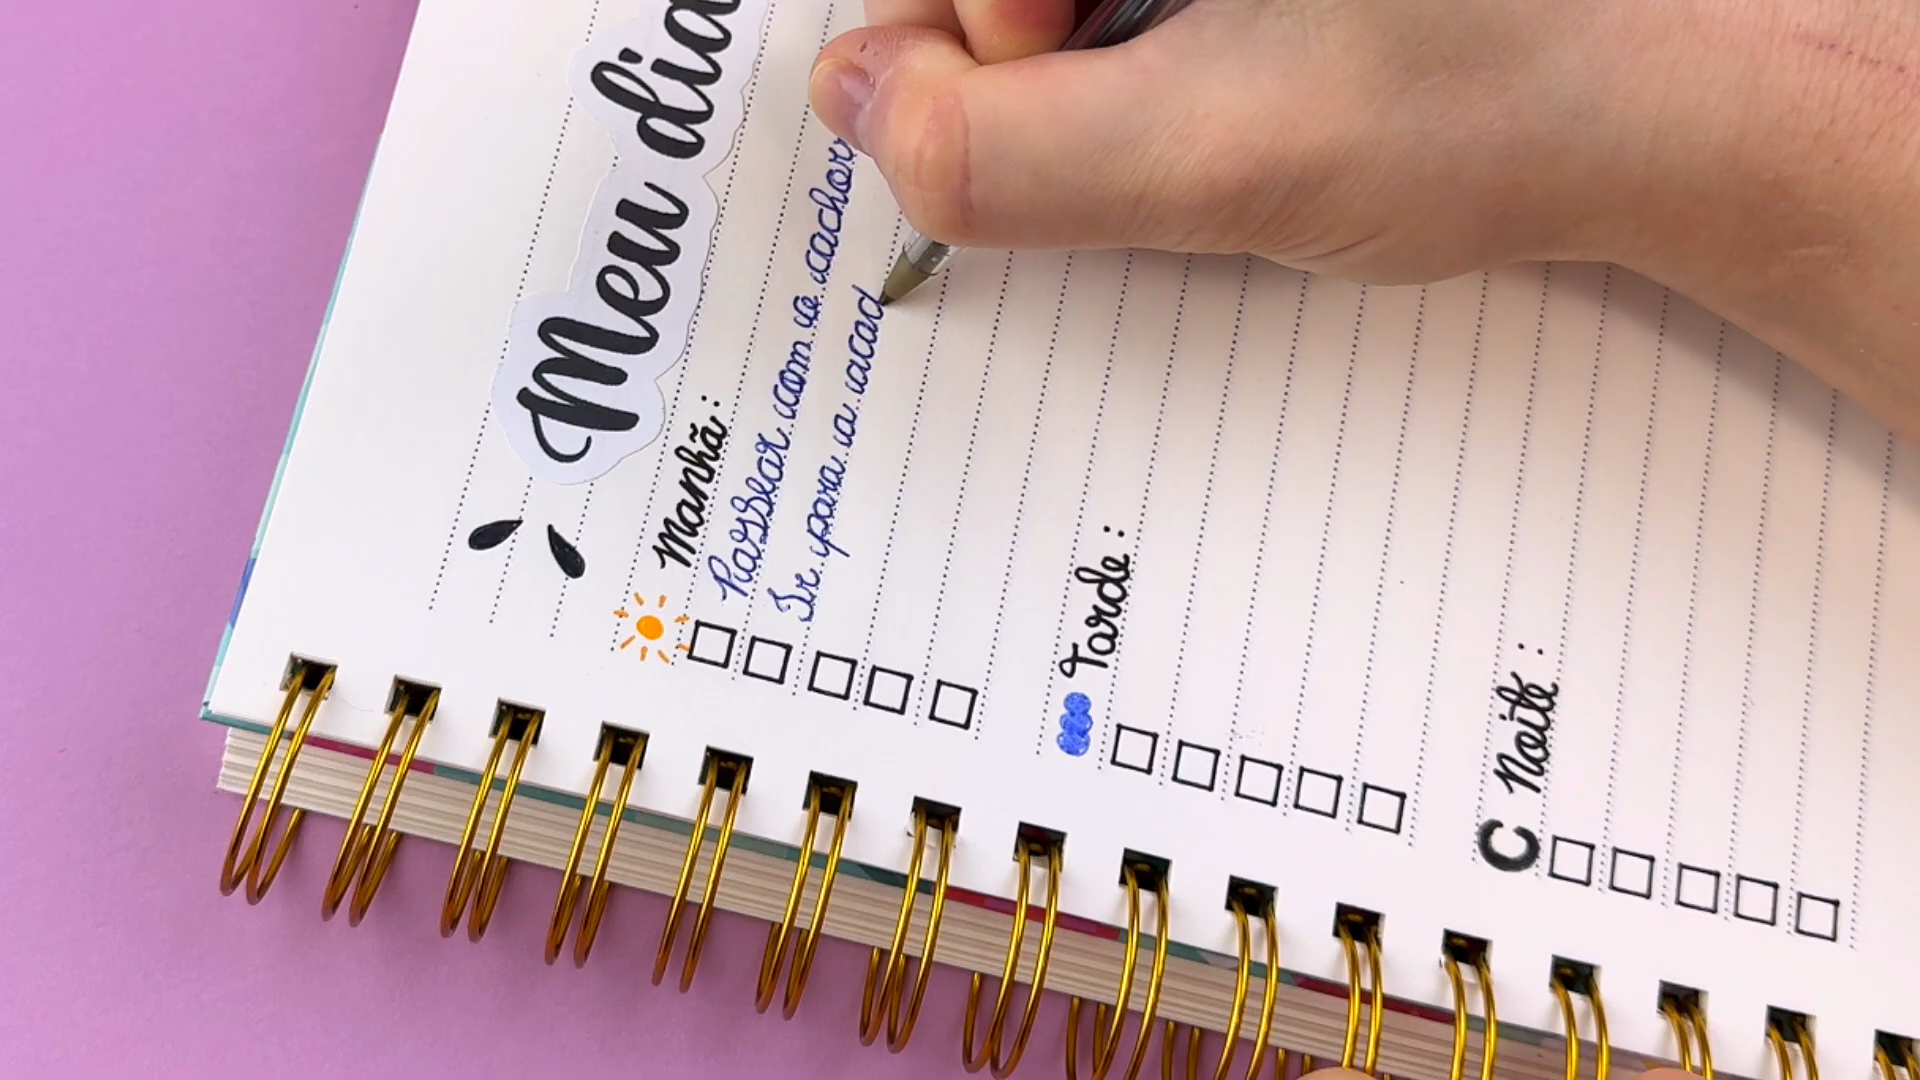 Meu dia
Manhã:
Passear com a cachor
Ir para a acad
Tarde:
Noite: